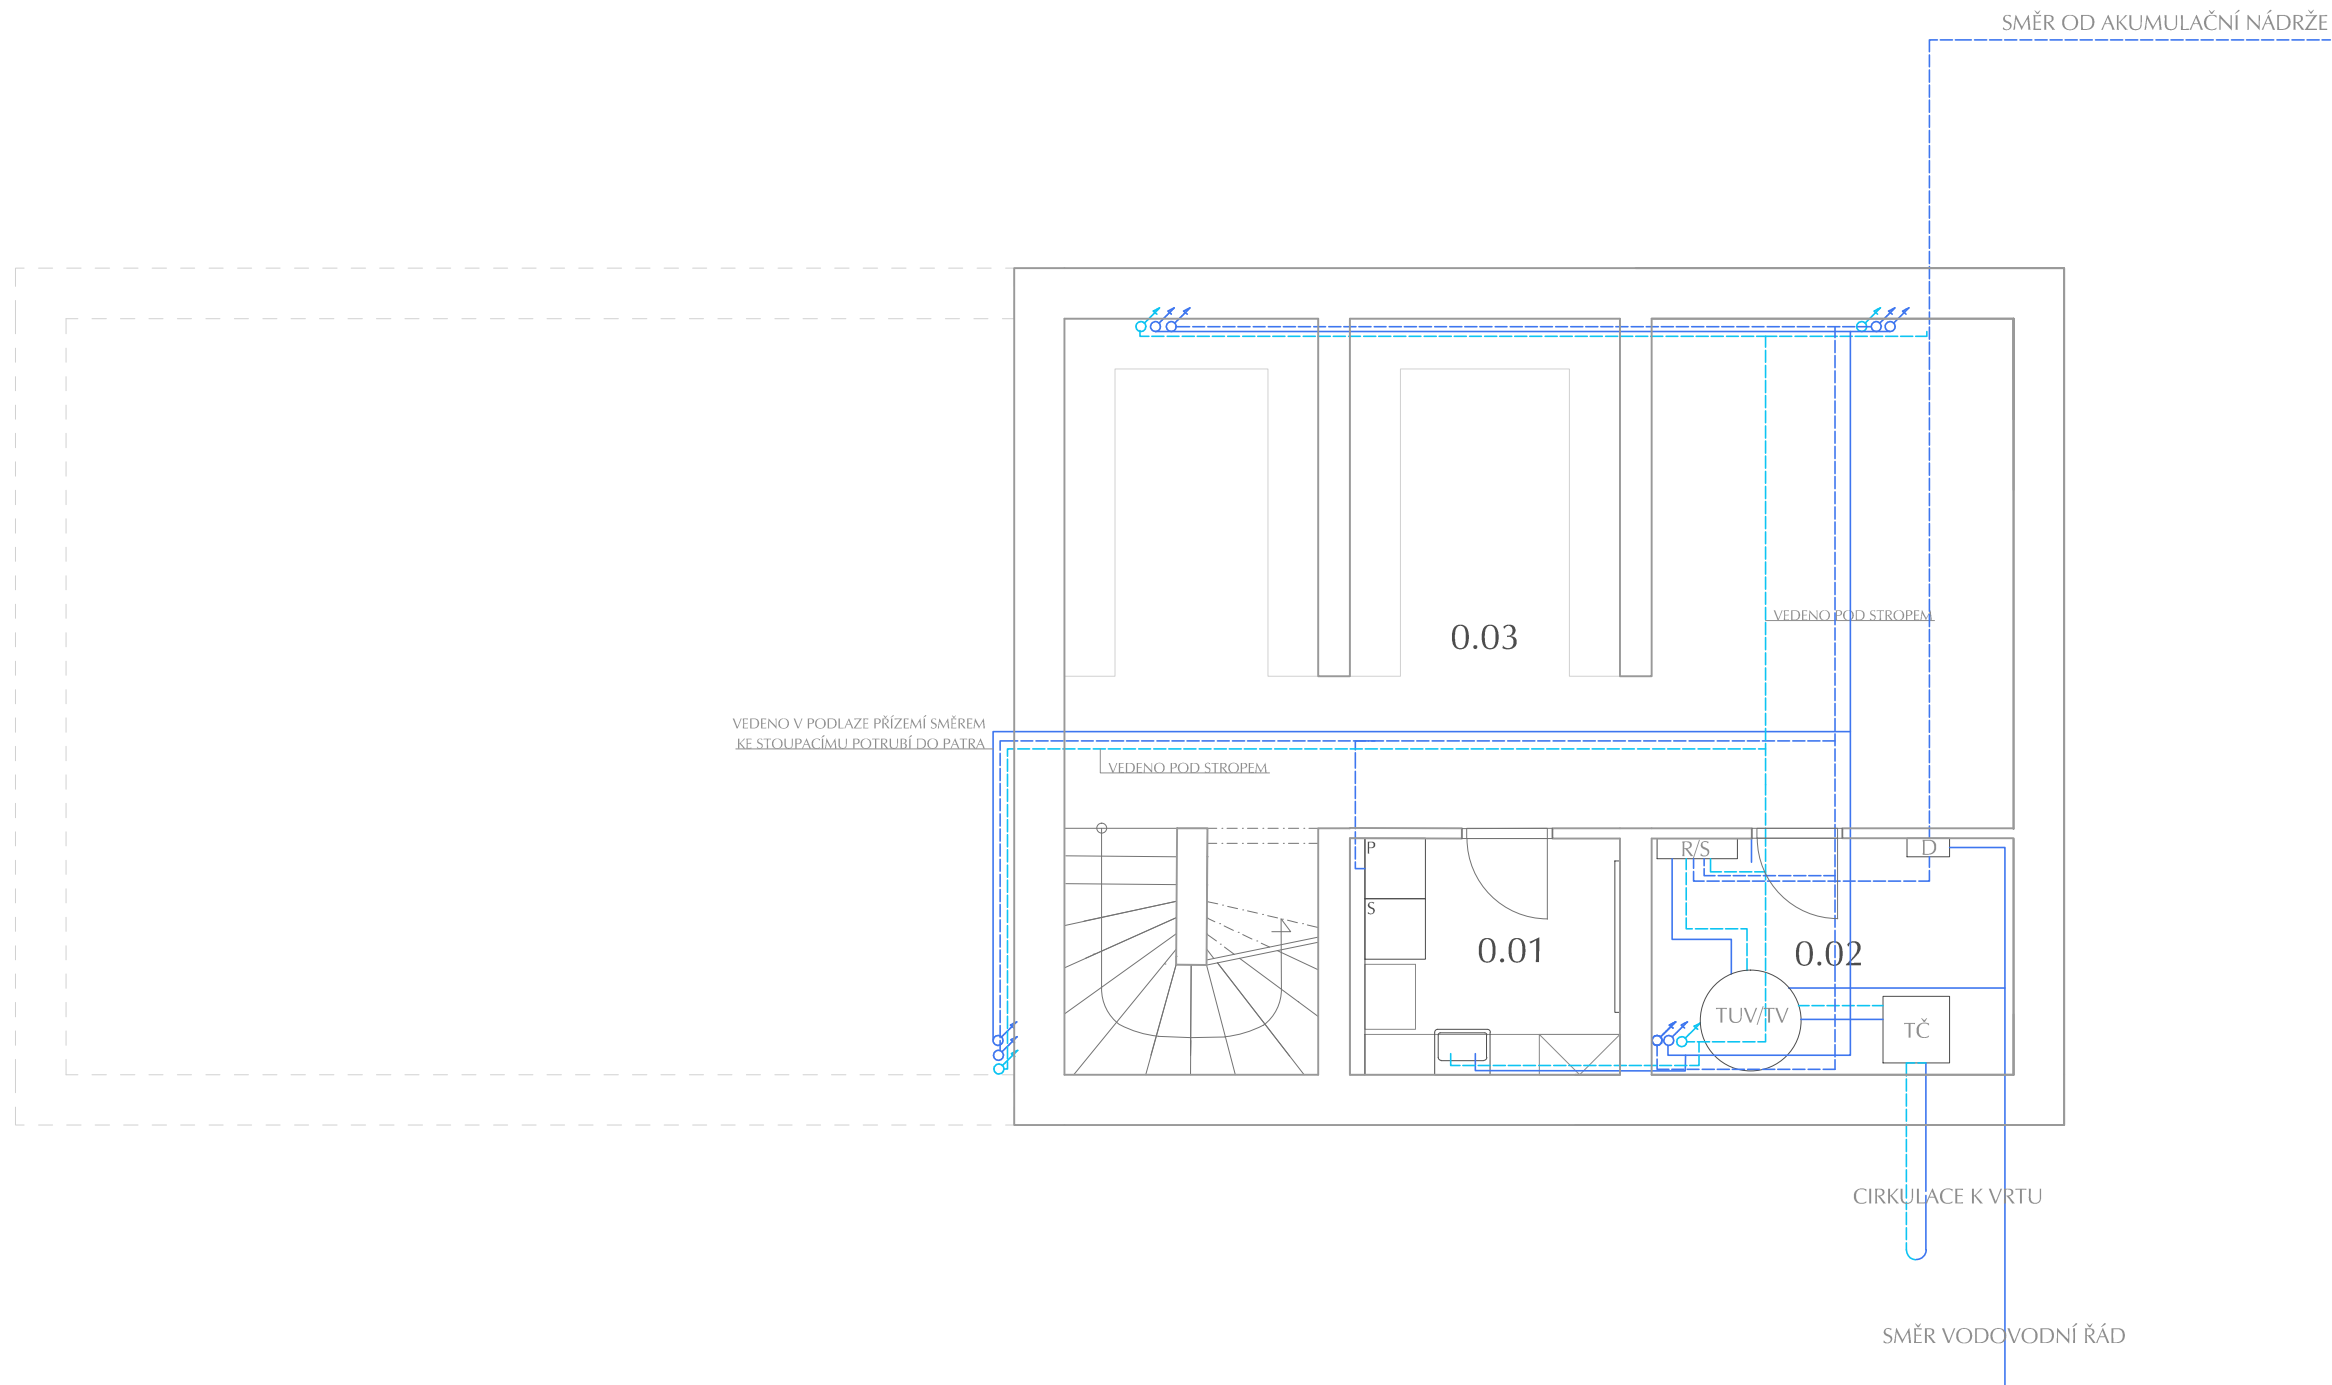 SMĚR OD AKUMULAČNÍ NÁDRŽE
0.03
VEDENO POD STROPEM
VEDENO V PODLAZE PŘÍZEMÍ SMĚREM
KE STOUPACÍMU POTRUBÍ DO PATRA
VEDENO POD STROPEM
P
R/S
D
S
0.01
0.02
TUV/TV
TČ
CIRKULACE K VRTU
SMĚR VODOVODNÍ ŘÁD